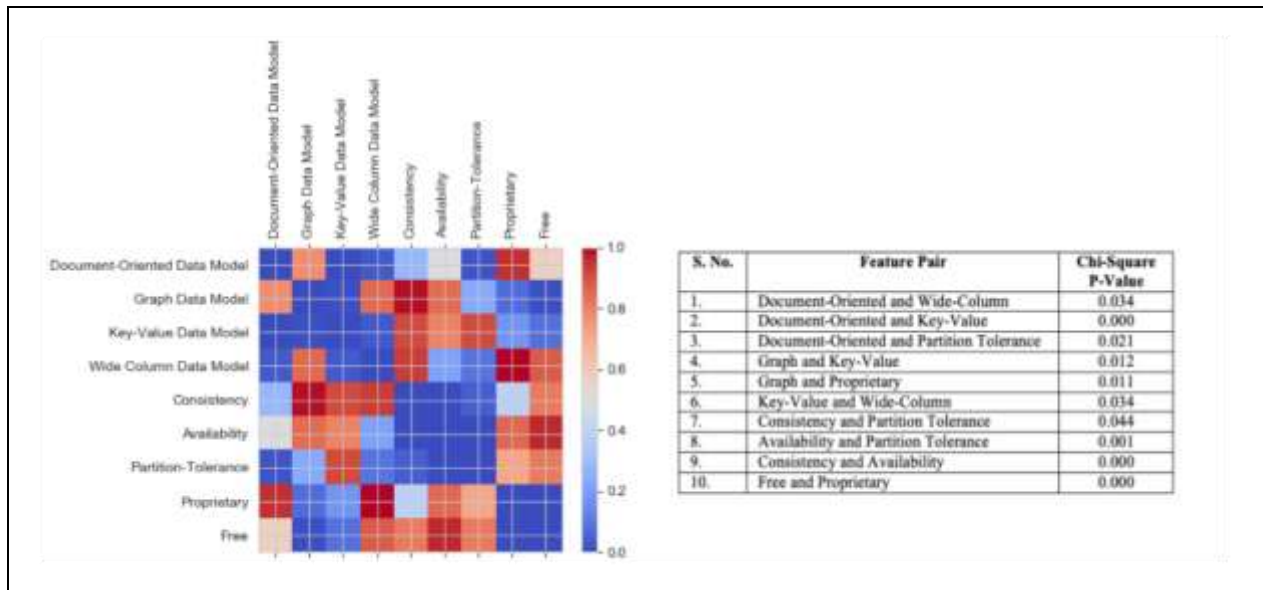 Document-Oriented Data Model
Graph Data Model
Key-Value Data Model
Wide Column Data Model
Consistency
Availability
Partition-Tolerance
Proprietary
Free
Document-Oriented Data Model
Graph Data Model
Key-Value Data Model
Wide Column Data Model
Consistency
Availability
Partition-Tolerance
Proprietary
Free
1.0
0.8
0.6
0.4
0.2
0.0
S. No. Feature Pair Chi-Square P-Value
1. Document-Oriented and Wide-Column 0.034
2. Document-Oriented and Key-Value 0.000
3. Document-Oriented and Partition Tolerance 0.021
4. Graph and Key-Value 0.012
5. Graph and Proprietary 0.011
6. Key-Value and Wide-Column 0.034
7. Consistency and Partition Tolerance 0.044
8. Availability and Partition Tolerance 0.001
9. Consistency and Availability 0.000
10. Free and Proprietary 0.000